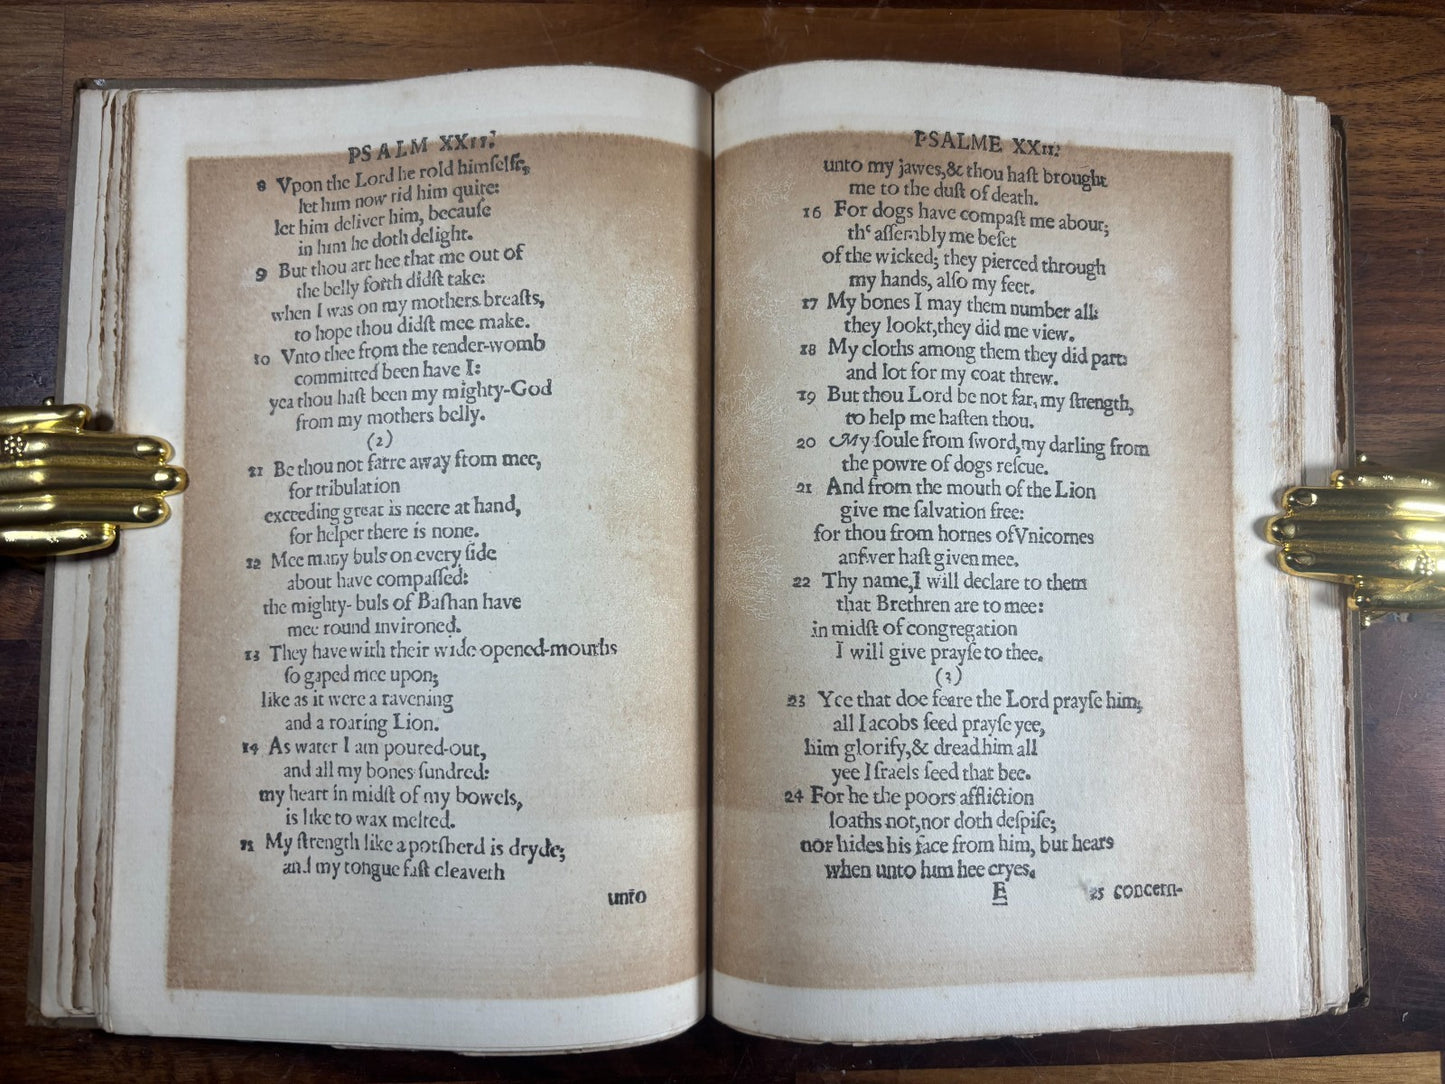 PSALM XXII.
8 Vpon the Lord he rold himſelfe,
let him now rid him quite:
let him deliver him, becauſe
in him he doth delight.
9 But thou art hee that me out of
the belly forth didſt take:
when I was on my mothers breaſts,
to hope thou didſt mee make.
10 Vnto thee from the tender-womb
committed been have I:
yea thou haſt been my mighty-God
from my mothers belly.
(2)
11 Be thou not farre away from mee,
for tribulation
exceeding great is neere at hand,
for helper there is none.
12 Mee many buls on every ſide
about have compaſſed:
the mighty-buls of Baſhan have
mee round invironed.
13 They have with their wide-opened-mouths
ſo gaped mee upon;
like as it were a ravening
and a roaring Lion.
14 As water I am poured-out,
and all my bones ſundred:
my heart in midſt of my bowels,
is like to wax melted.
15 My ſtrength like a potſherd is dryde;
and my tongue faſt cleaveth
unto
PSALME XXII.
unto my jawes,& thou haſt brought
me to the duſt of death.
16 For dogs have compaſt me about;
thᵉ aſſembly me beſet
of the wicked; they pierced through
my hands, alſo my feet.
17 My bones I may them number all:
they lookt,they did me view.
18 My cloths among them they did part:
and lot for my coat threw.
19 But thou Lord be not far, my ſtrength,
to help me haſten thou.
20 My ſoule from ſword,my darling from
the powre of dogs reſcue.
21 And from the mouth of the Lion
give me ſalvation free:
for thou from hornes of Vnicornes
anſwer haſt given mee.
22 Thy name,I will declare to them
that Brethren are to mee:
in midſt of congregation
I will give prayſe to thee.
(3)
23 Yee that doe feare the Lord prayſe him;
all Iacobs ſeed prayſe yee,
him glorify,& dread him all
yee Iſraels ſeed that bee.
24 For he the poors affliction
loaths not,nor doth deſpiſe;
nor hides his face from him, but hears
when unto him hee cryes.
E
25 concern-